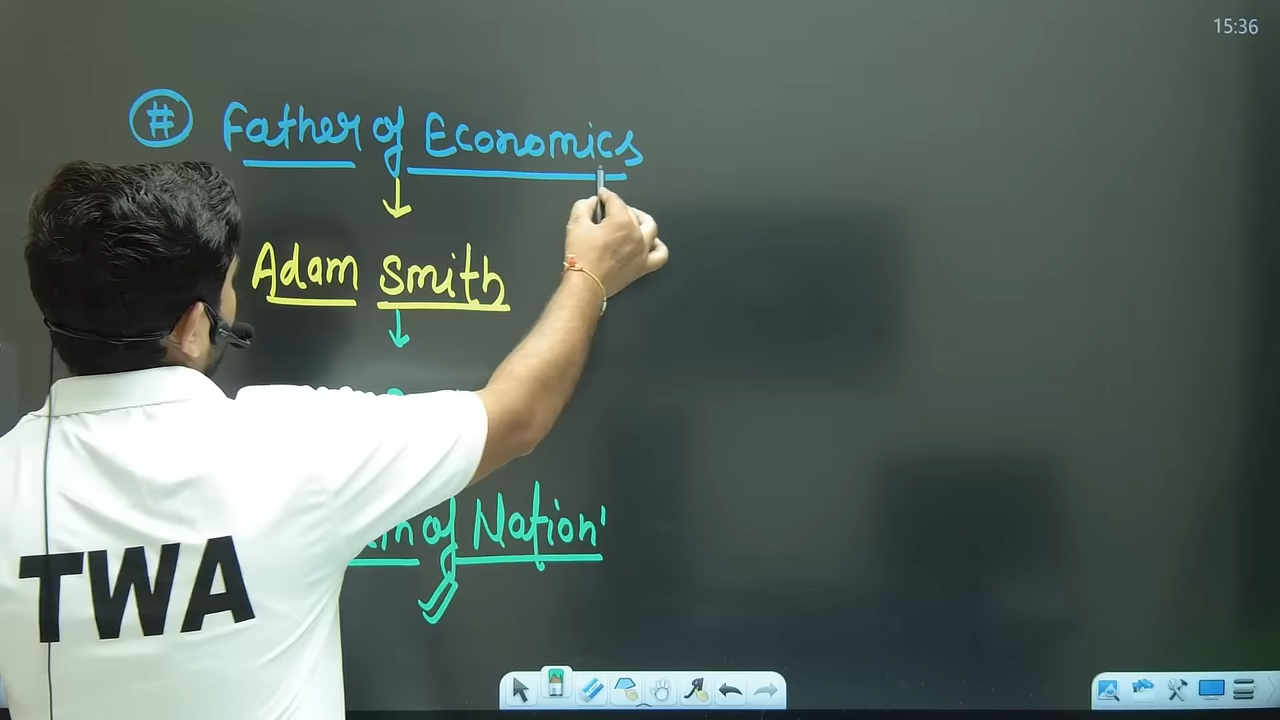 15:36
# Father of Economics
Adam Smith
of Nation'
TWA